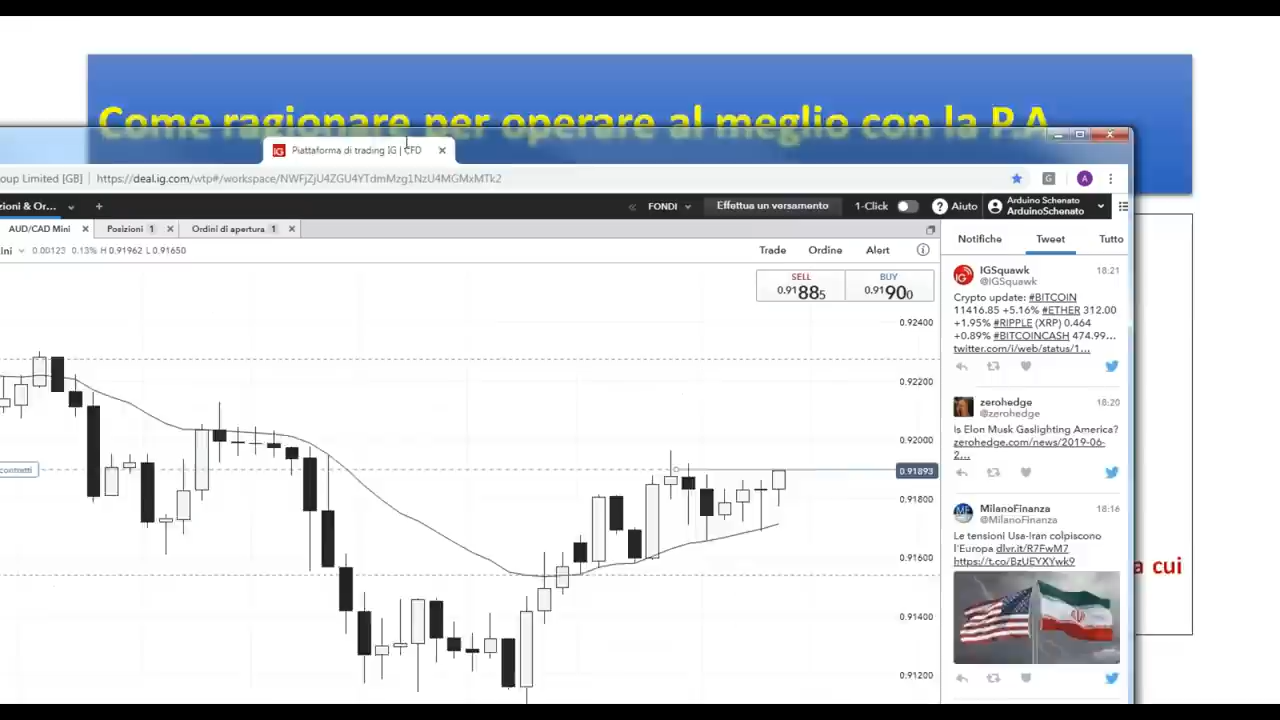 Come ragionare per operare al meglio con la P.A.
Piattaforma di trading IG | CFD
oup Limited [GB] | https://deal.ig.com/wtp#/workspace/NWFjZjU4ZGU4YTdmMzg1NzU4MGMxMTk2
zioni & Or...
FONDI
Effettua un versamento
1-Click
Aiuto
Arduino Schenato
ArduinoSchenato
AUD/CAD Mini
Posizioni 1
Ordini di apertura 1
Notifiche
Tweet
Tutto
ini
0.00123 0.13% H 0.91962 L 0.91650
Trade
Ordine
Alert
SELL
0.91885
BUY
0.91900
0.92400
0.92200
0.92000
0.91893
0.91800
0.91600
0.91400
0.91200
contratti
IGSquawk 18:21
@IGSquawk
Crypto update: #BITCOIN
11416.85 +5.16% #ETHER 312.00
+1.95% #RIPPLE (XRP) 0.464
+0.89% #BITCOINCASH 474.99...
twitter.com/i/web/status/1...
zerohedge 18:20
@zerohedge
Is Elon Musk Gaslighting America?
zerohedge.com/news/2019-06-
2...
MilanoFinanza 18:16
@MilanoFinanza
Le tensioni Usa-Iran colpiscono
l'Europa dlvr.it/R7FwM7
https://t.co/BzUEYXYwk9
a cui